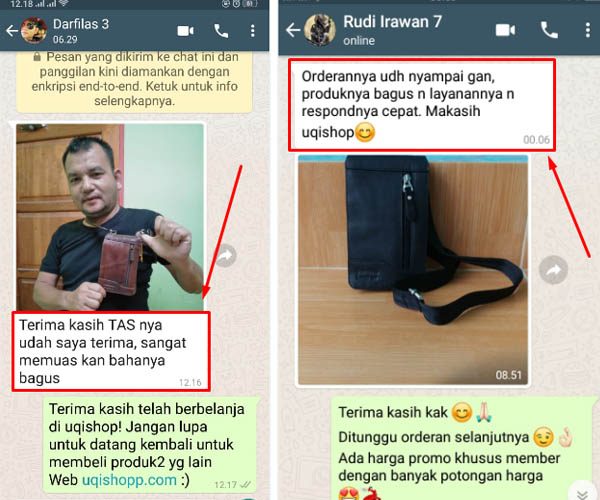 12.18
Darfilas 3
06.29
Pesan yang dikirim ke chat ini dan
panggilan kini diamankan dengan
enkripsi end-to-end. Ketuk untuk info
selengkapnya.
Terima kasih TAS nya
udah saya terima, sangat
memuas kan bahanya
bagus
12.16
Terima kasih telah berbelanja
di uqishop! Jangan lupa
untuk datang kembali untuk
membeli produk2 yg lain
Web uqishopp.com :)
12.17
Rudi Irawan 7
online
Orderannya udh nyampai gan,
produknya bagus n layanannya n
respondnya cepat. Makasih
uqishop😊
00.06
08.51
Terima kasih kak 😊🙏🏻
Ditunggu orderan selanjutnya 😉👌🏻
Ada harga promo khusus member
dengan banyak potongan harga